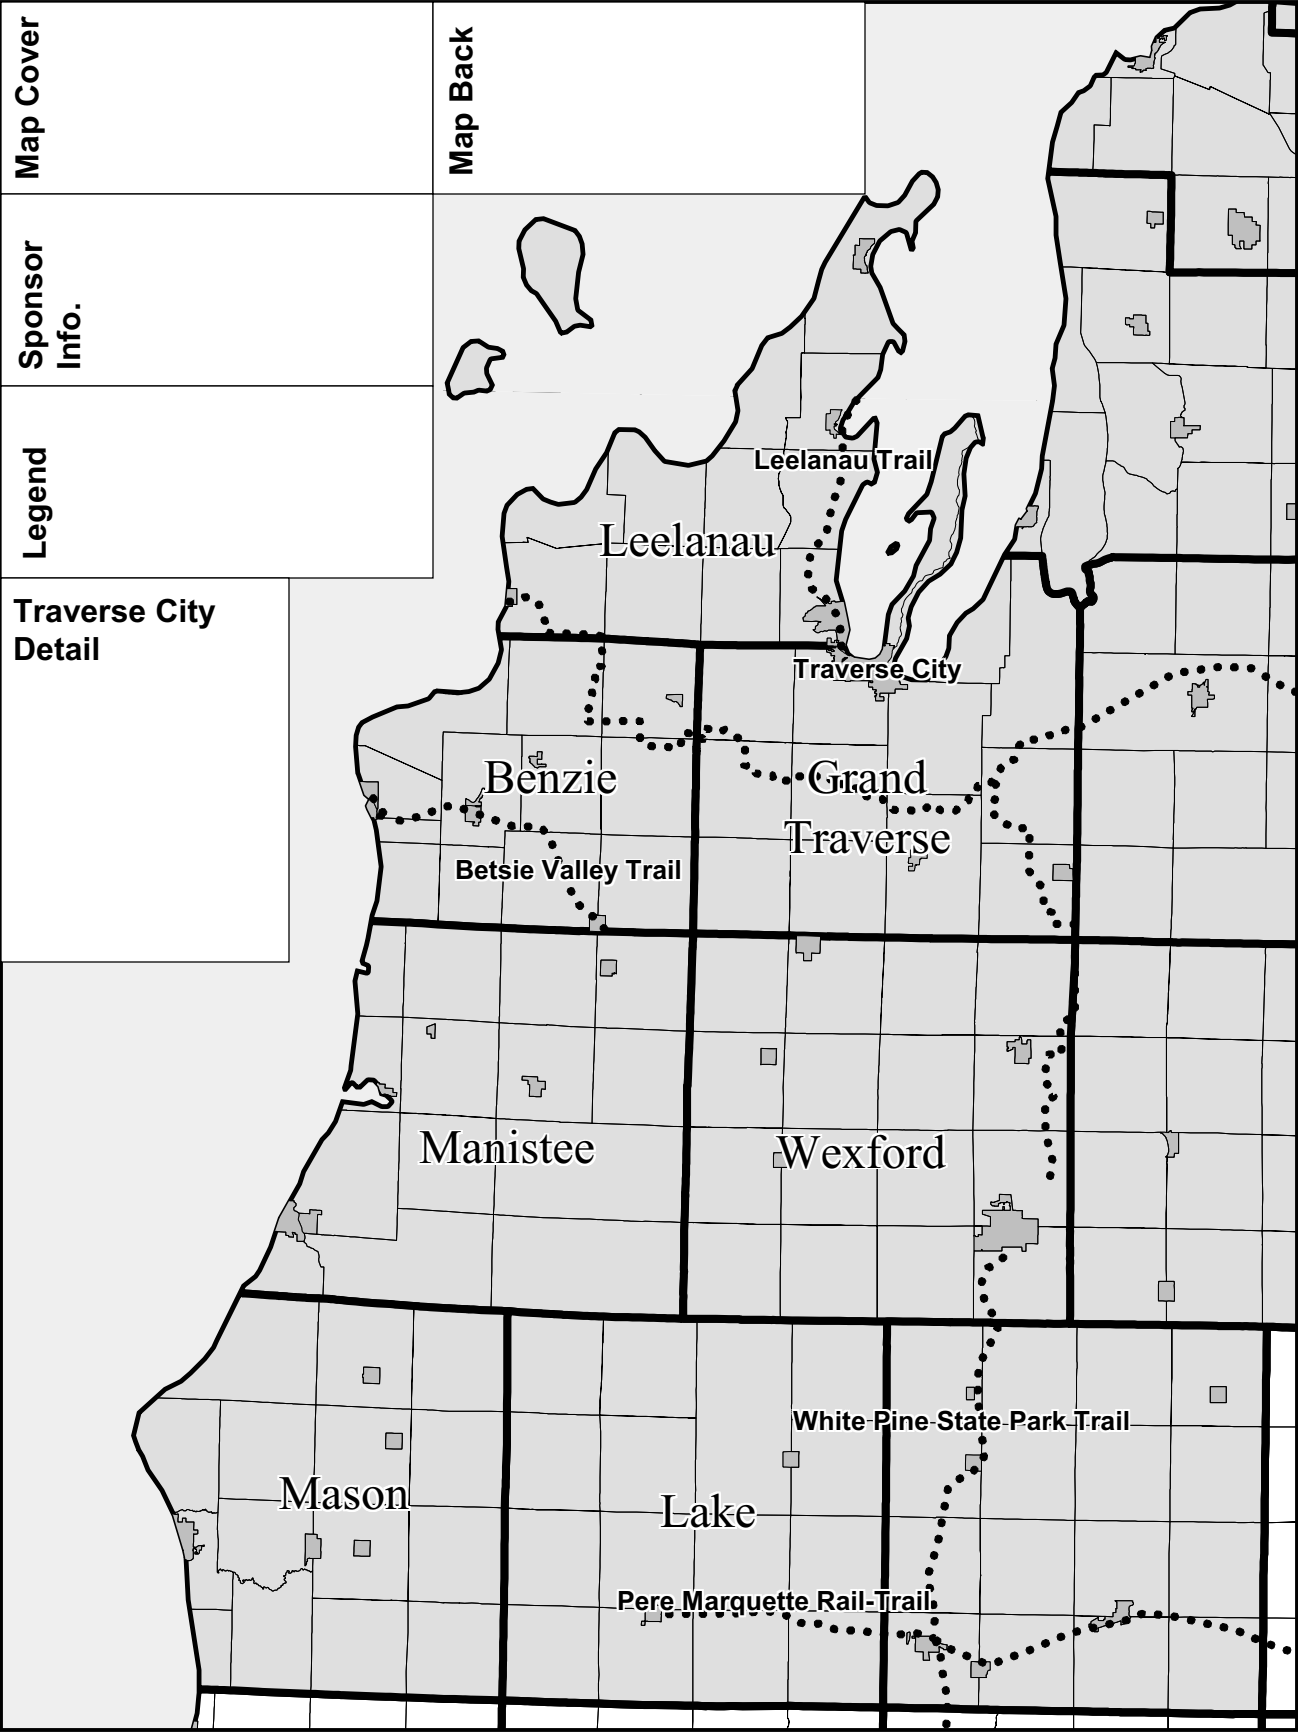 Map Cover
Map Back
Sponsor
Info.
Legend
Traverse City
Detail
Leelanau Trail
Leelanau
Traverse City
Benzie
Grand
Traverse
Betsie Valley Trail
Manistee
Wexford
White Pine State Park Trail
Mason
Lake
Pere Marquette Rail-Trail